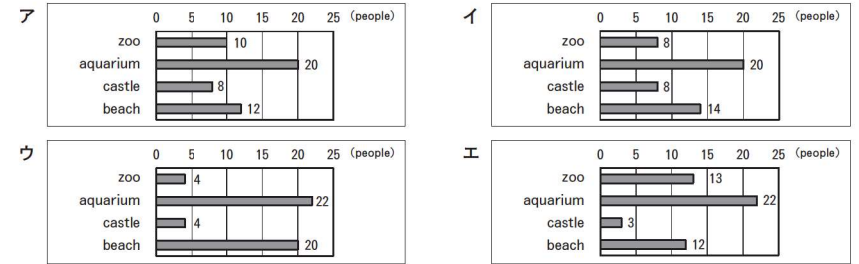 ア
0 5 10 15 20 25 (people)
zoo 10
aquarium 20
castle 8
beach 12
イ
0 5 10 15 20 25 (people)
zoo 8
aquarium 20
castle 8
beach 14
ウ
0 5 10 15 20 25 (people)
zoo 4
aquarium 22
castle 4
beach 20
エ
0 5 10 15 20 25 (people)
zoo 13
aquarium 22
castle 3
beach 12